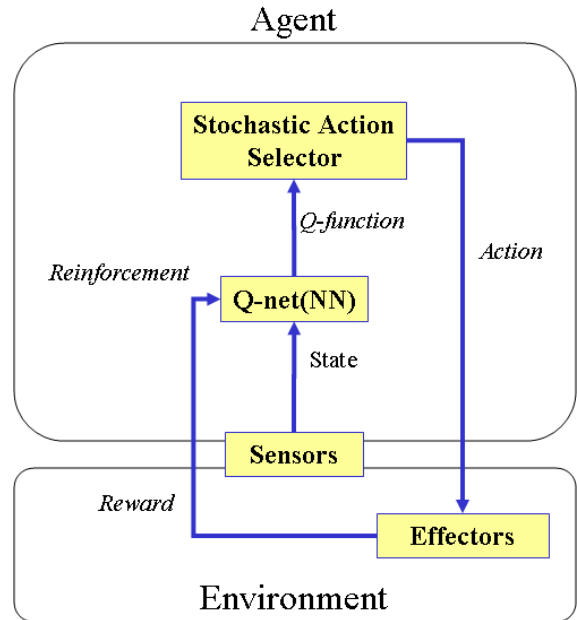 Agent
Stochastic Action
Selector
Q-function
Reinforcement
Action
Q-net(NN)
State
Sensors
Reward
Effectors
Environment